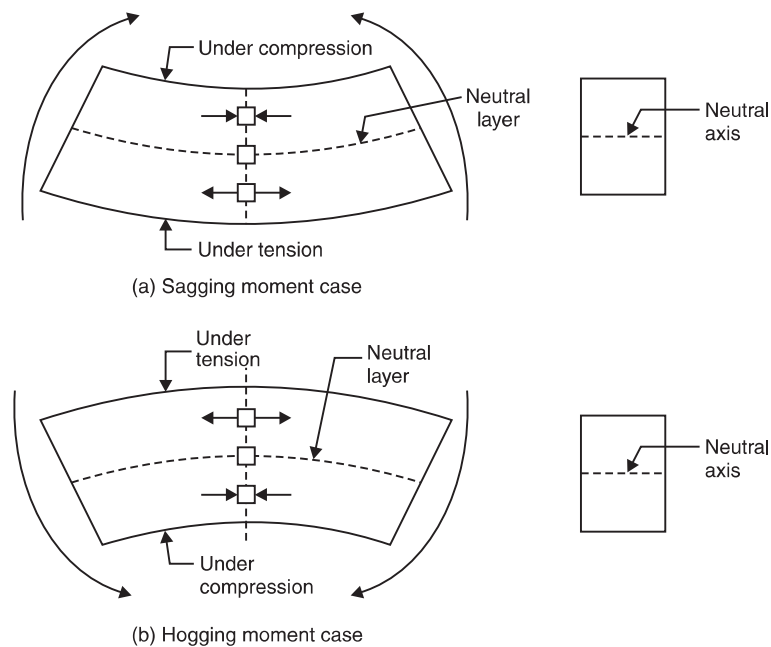 Under compression
Neutral
layer
Neutral
axis
Under tension
(a) Sagging moment case
Under
tension
Neutral
layer
Neutral
axis
Under
compression
(b) Hogging moment case